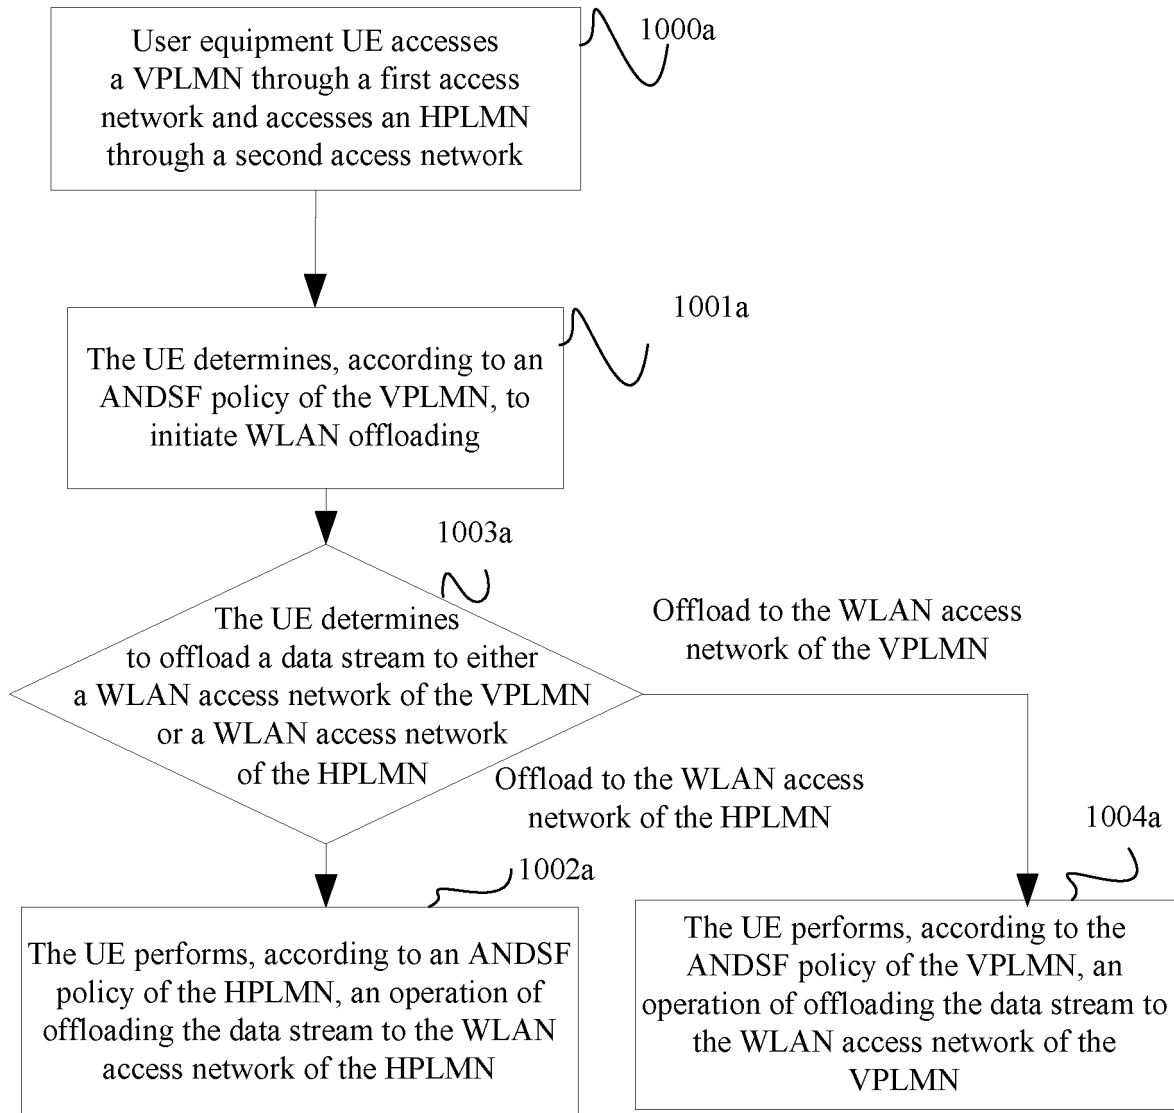 User equipment UE accesses
a VPLMN through a first access
network and accesses an HPLMN
through a second access network
1000a
The UE determines, according to an
ANDSF policy of the VPLMN, to
initiate WLAN offloading
1001a
1003a
The UE determines
to offload a data stream to either
a WLAN access network of the VPLMN
or a WLAN access network
of the HPLMN
Offload to the WLAN access
network of the VPLMN
Offload to the WLAN access
network of the HPLMN
1002a
The UE performs, according to an ANDSF
policy of the HPLMN, an operation of
offloading the data stream to the WLAN
access network of the HPLMN
1004a
The UE performs, according to the
ANDSF policy of the VPLMN, an
operation of offloading the data stream to
the WLAN access network of the
VPLMN